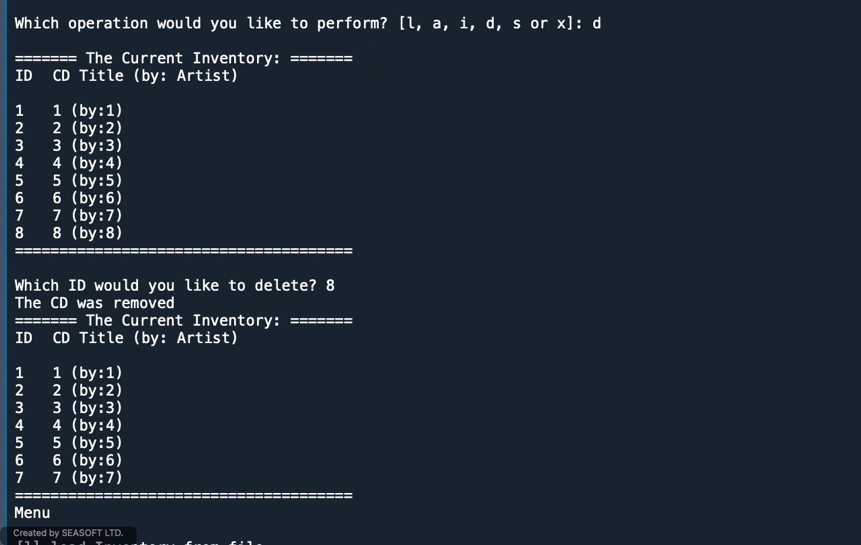 Which operation would you like to perform? [l, a, i, d, s or x]: d
======= The Current Inventory: =======
ID  CD Title (by: Artist)
1   1 (by:1)
2   2 (by:2)
3   3 (by:3)
4   4 (by:4)
5   5 (by:5)
6   6 (by:6)
7   7 (by:7)
8   8 (by:8)
======================================
Which ID would you like to delete? 8
The CD was removed
======= The Current Inventory: =======
ID  CD Title (by: Artist)
1   1 (by:1)
2   2 (by:2)
3   3 (by:3)
4   4 (by:4)
5   5 (by:5)
6   6 (by:6)
7   7 (by:7)
======================================
Menu
Created by SEASOFT LTD.
[l] load Inventory from file